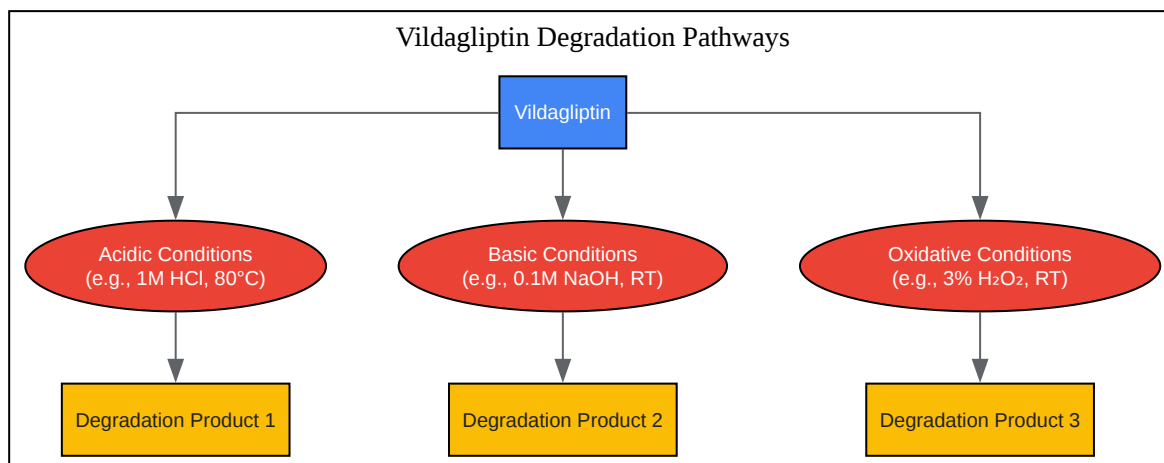 Vildagliptin Degradation Pathways
Vildagliptin
Acidic Conditions
(e.g., 1M HCl, 80°C)
Basic Conditions
(e.g., 0.1M NaOH, RT)
Oxidative Conditions
(e.g., 3% H₂O₂, RT)
Degradation Product 1
Degradation Product 2
Degradation Product 3